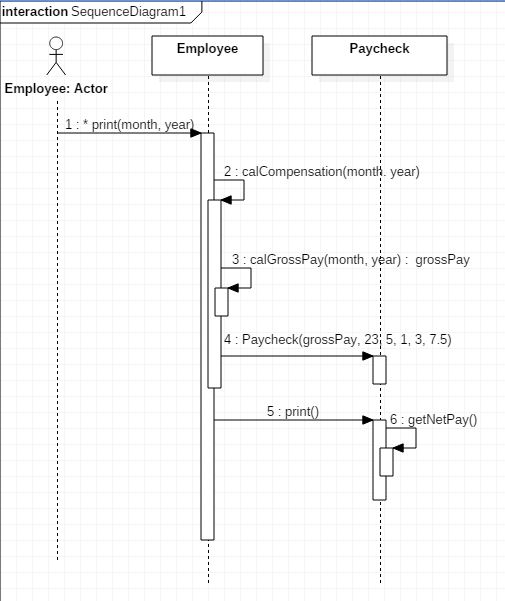 interaction SequenceDiagram1
Employee
Paycheck
Employee: Actor
1 : * print(month, year)
2 : calCompensation(month. year)
3 : calGrossPay(month, year) : grossPay
4 : Paycheck(grossPay, 23, 5, 1, 3, 7.5)
5 : print()
6 : getNetPay()